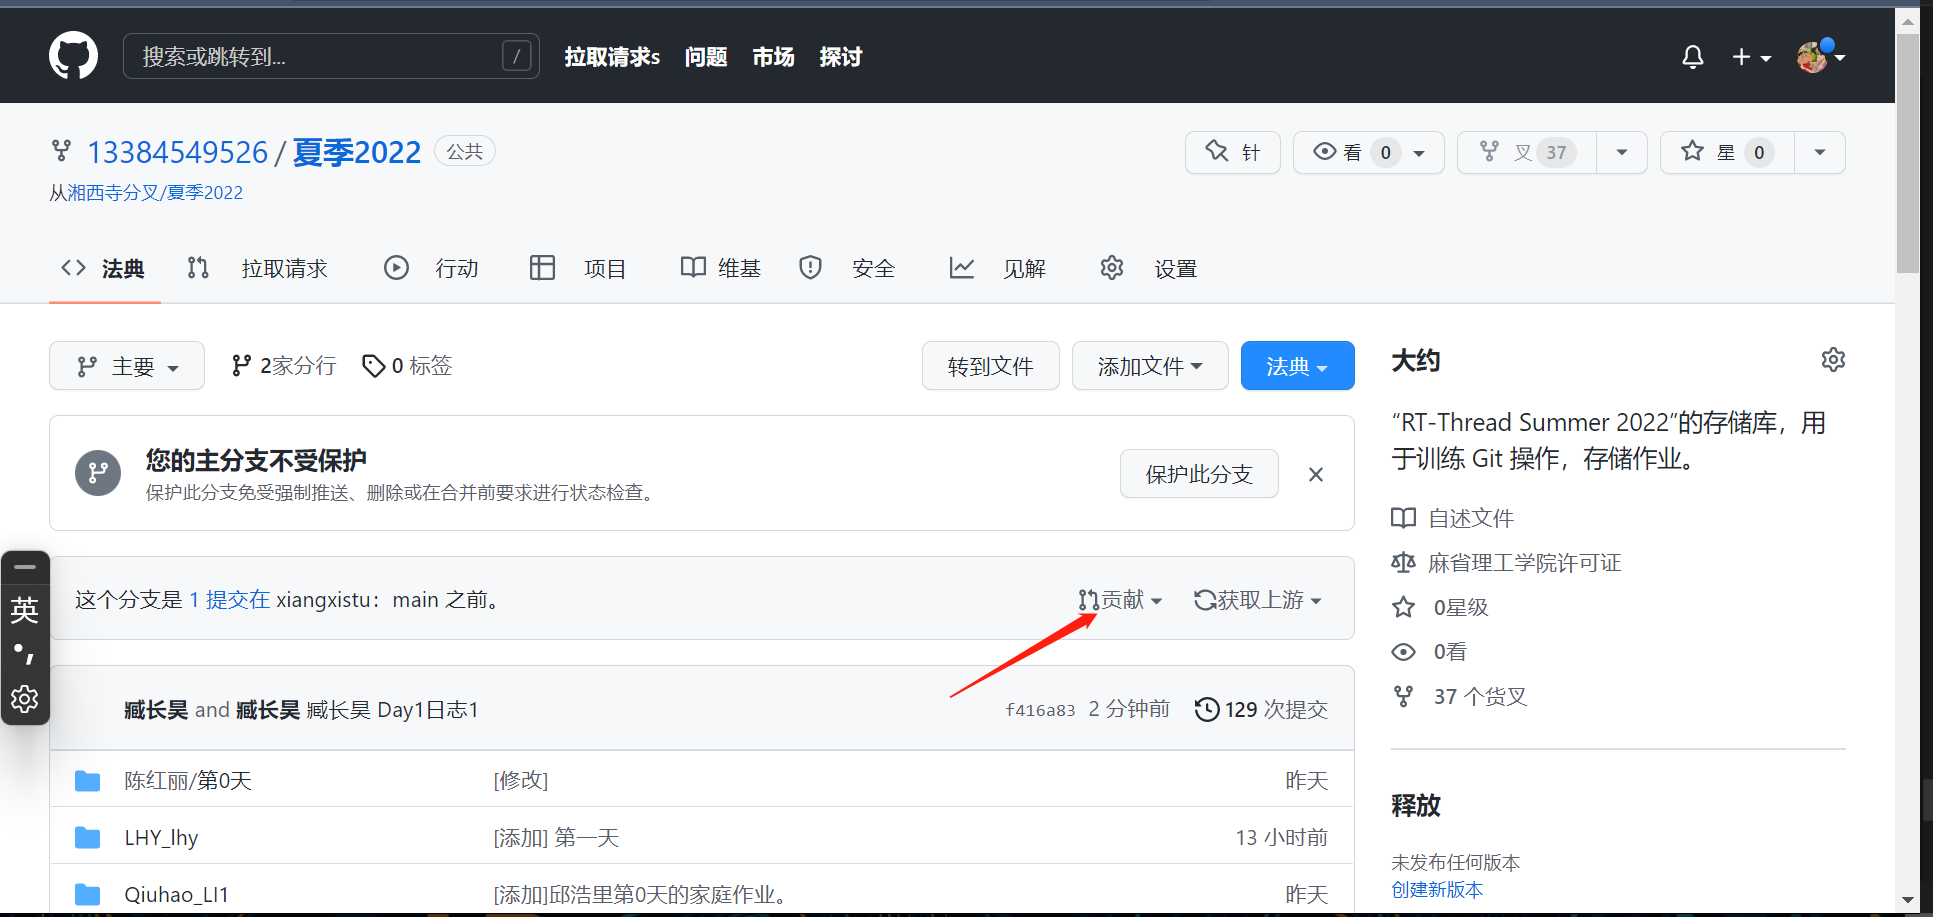 搜索或跳转到...
/
拉取请求s 问题 市场 探讨
13384549526 / 夏季2022 公共
针 看 0 叉 37 星 0
从湘西寺分叉/夏季2022
法典 拉取请求 行动 项目 维基 安全 见解 设置
主要 2家分行 0 标签 转到文件 添加文件 法典
您的主分支不受保护
保护此分支免受强制推送、删除或在合并前要求进行状态检查。
保护此分支
这个分支是 1 提交在 xiangxistu：main 之前。
贡献 获取上游
臧长昊 and 臧长昊 臧长昊 Day1日志1 f416a83 2 分钟前 129 次提交
陈红丽/第0天 [修改] 昨天
LHY_lhy [添加] 第一天 13 小时前
Qiuhao_LI1 [添加]邱浩里第0天的家庭作业。 昨天
大约
“RT-Thread Summer 2022”的存储库，用
于训练 Git 操作，存储作业。
自述文件
麻省理工学院许可证
0星级
0看
37 个货叉
释放
未发布任何版本
创建新版本
英